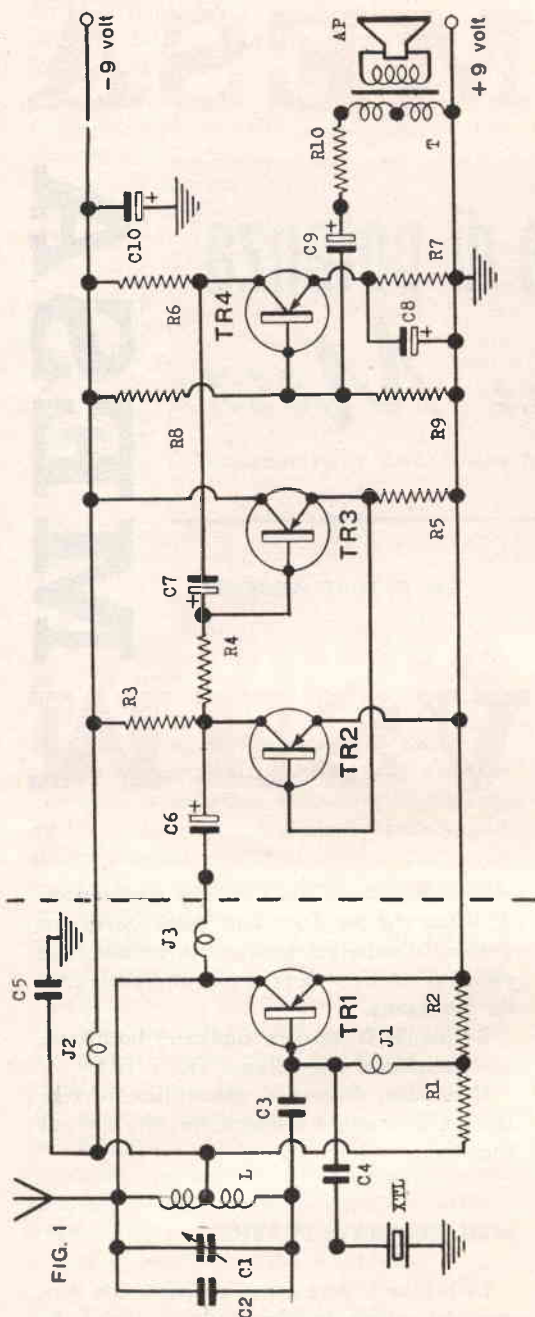 FIG. 1
C5
- 9 volt
J2
C10
+
R3
R8
R6
J3
C6
+
R4
C7
+
TR4
C2
C1
L
C3
TR1
TR2
TR3
C9
+
R10
AP
C4
J1
C8
+
R7
XTL
R1
R2
R5
R9
T
+ 9 volt